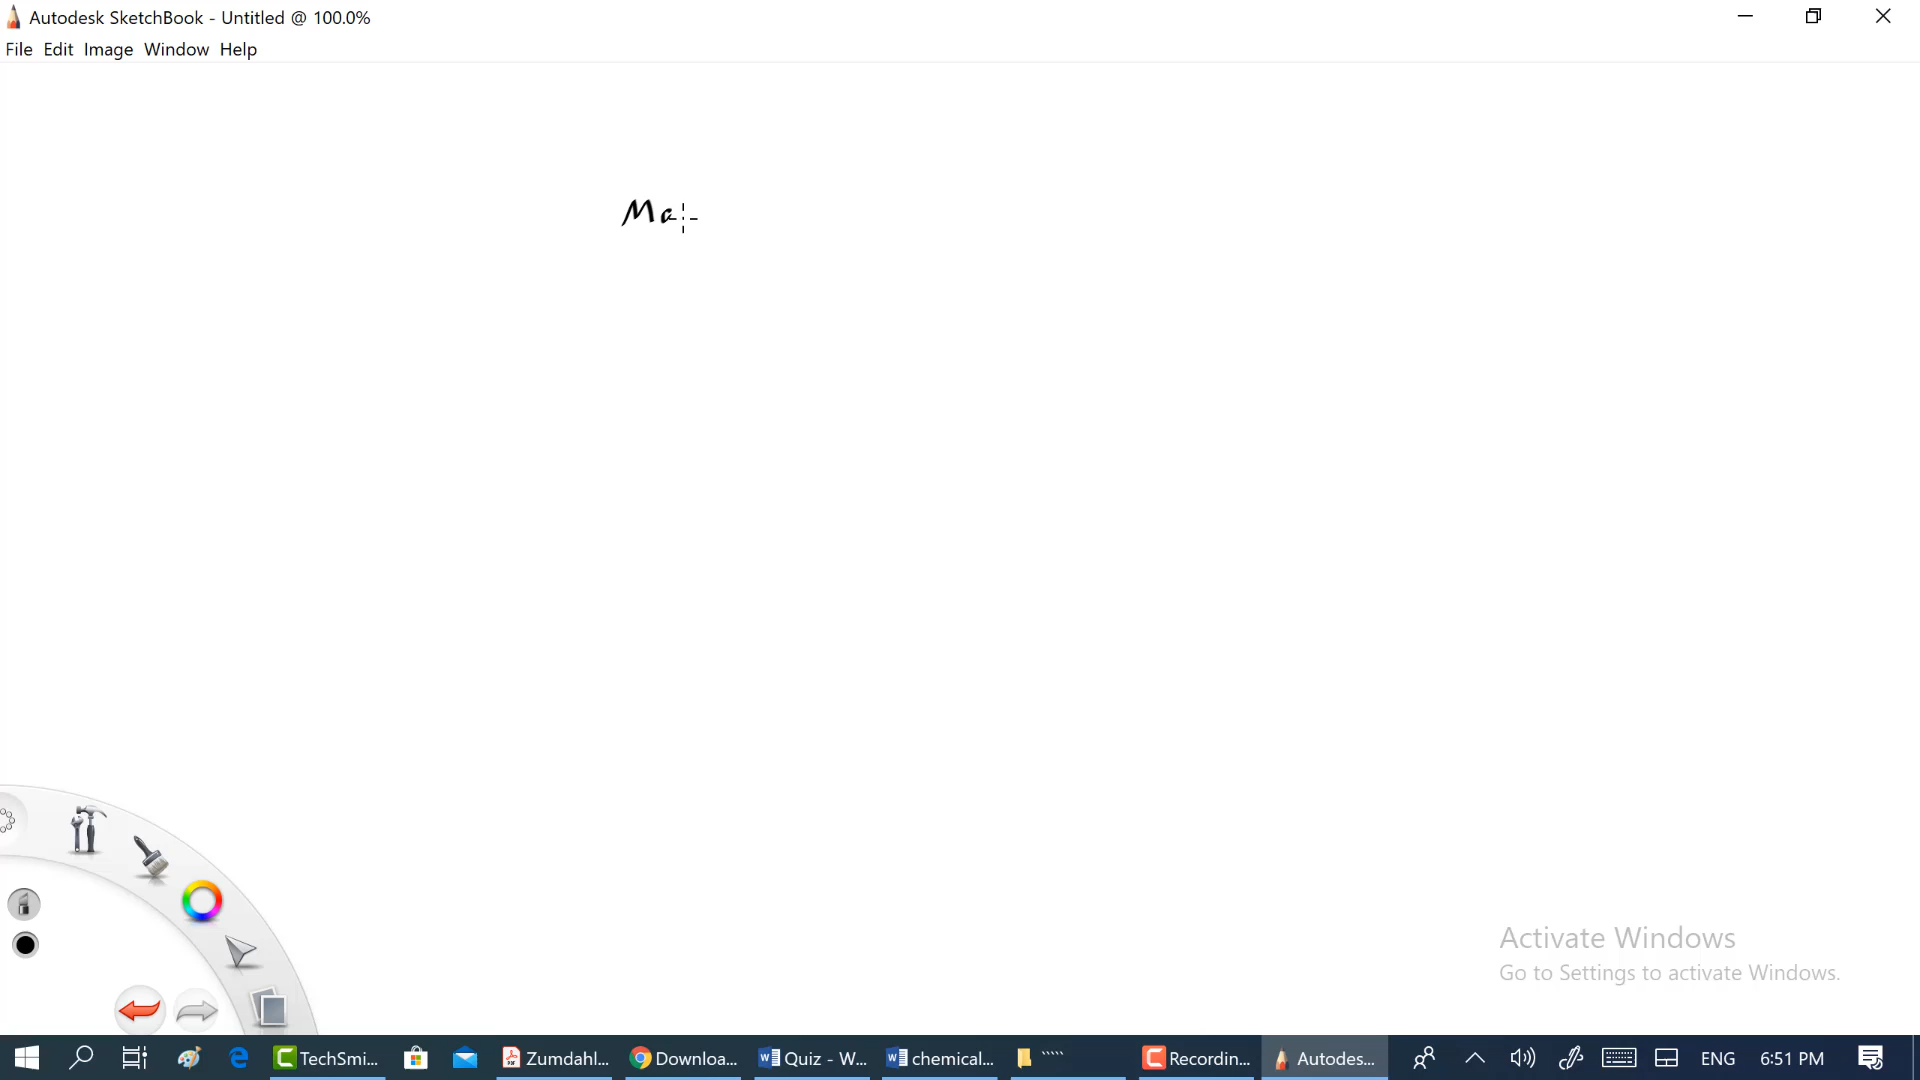 Autodesk SketchBook - Untitled @ 100.0%
File Edit Image Window Help
Ma
Activate Windows
Go to Settings to activate Windows.
TechSmi... Zumdahl... Downloa... Quiz - W... chemical... ````` Recordin... Autodes... ENG 6:51 PM